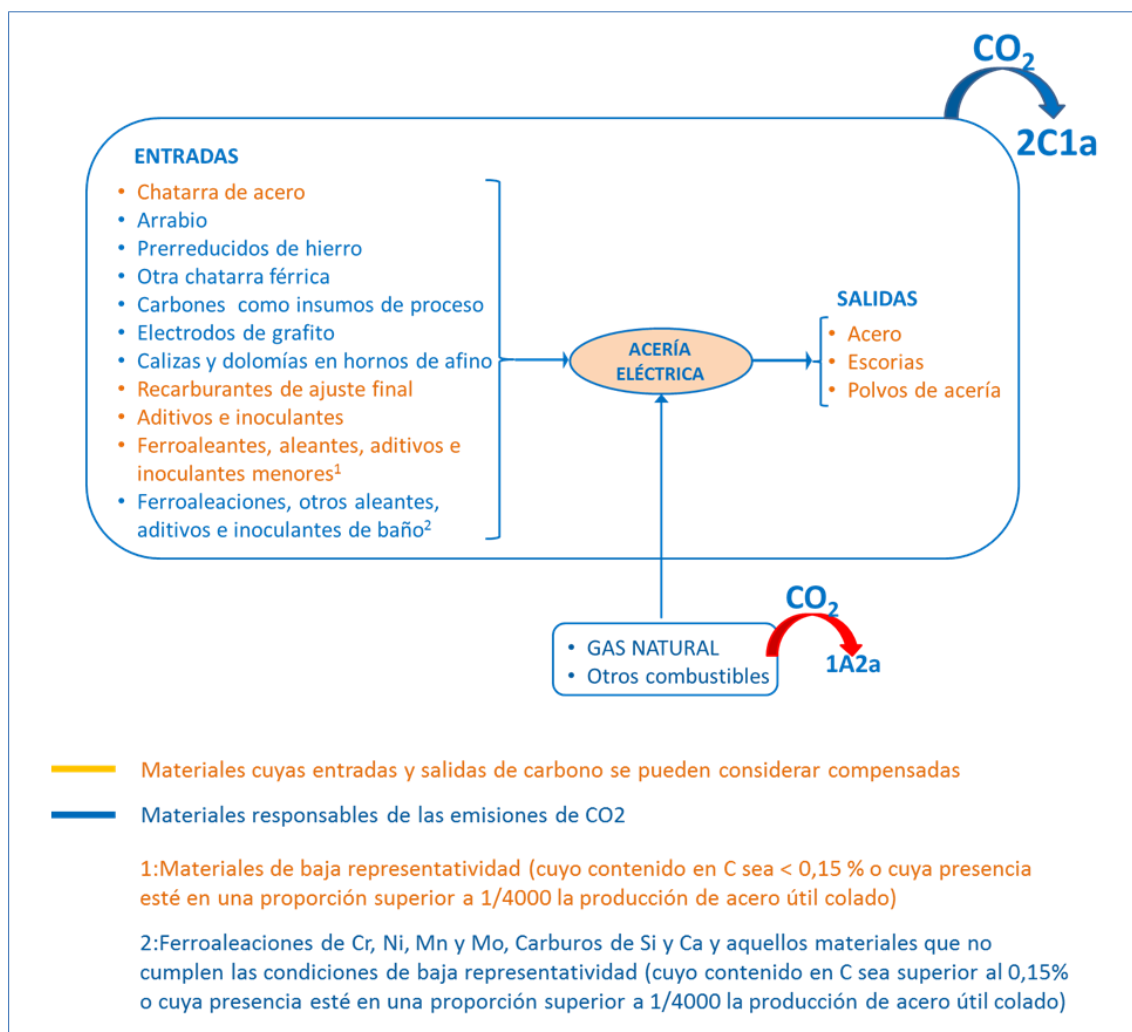 CO2
2C1a
ENTRADAS
• Chatarra de acero
• Arrabio
• Prerreducidos de hierro
• Otra chatarra férrica
• Carbones como insumos de proceso
• Electrodos de grafito
• Calizas y dolomías en hornos de afino
• Recarburantes de ajuste final
• Aditivos e inoculantes
• Ferroaleantes, aleantes, aditivos e
inoculantes menores1
• Ferroaleaciones, otros aleantes,
aditivos e inoculantes de baño2
ACERÍA
ELÉCTRICA
SALIDAS
• Acero
• Escorias
• Polvos de acería
CO2
1A2a
• GAS NATURAL
• Otros combustibles
Materiales cuyas entradas y salidas de carbono se pueden considerar compensadas
Materiales responsables de las emisiones de CO2
1:Materiales de baja representatividad (cuyo contenido en C sea < 0,15 % o cuya presencia
esté en una proporción superior a 1/4000 la producción de acero útil colado)
2:Ferroaleaciones de Cr, Ni, Mn y Mo, Carburos de Si y Ca y aquellos materiales que no
cumplen las condiciones de baja representatividad (cuyo contenido en C sea superior al 0,15%
o cuya presencia esté en una proporción superior a 1/4000 la producción de acero útil colado)